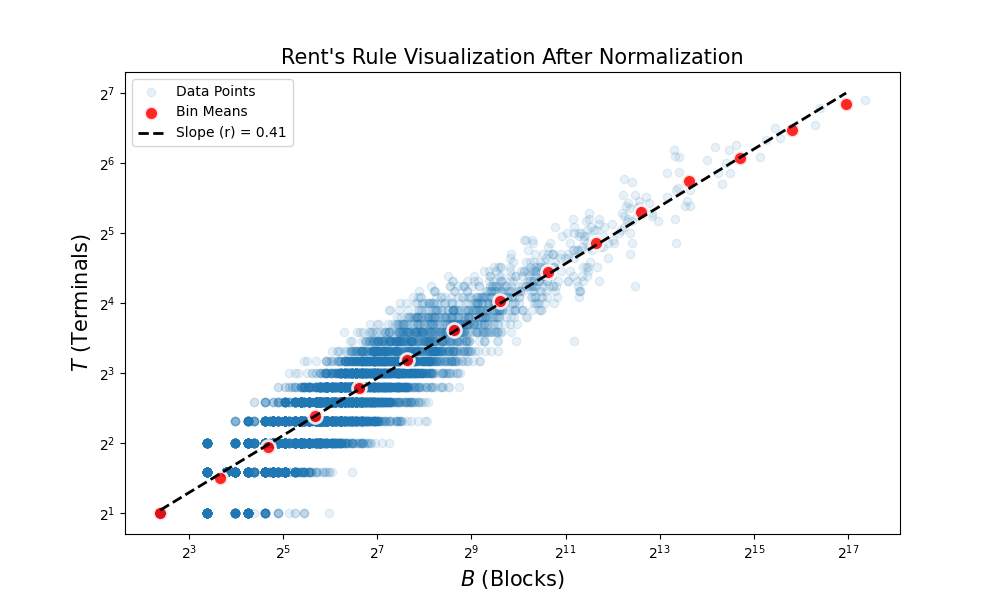 Rent's Rule Visualization After Normalization
Data Points
Bin Means
Slope (r) = 0.41
T (Terminals)
2^7
2^6
2^5
2^4
2^3
2^2
2^1
2^3 2^5 2^7 2^9 2^11 2^13 2^15 2^17
B (Blocks)